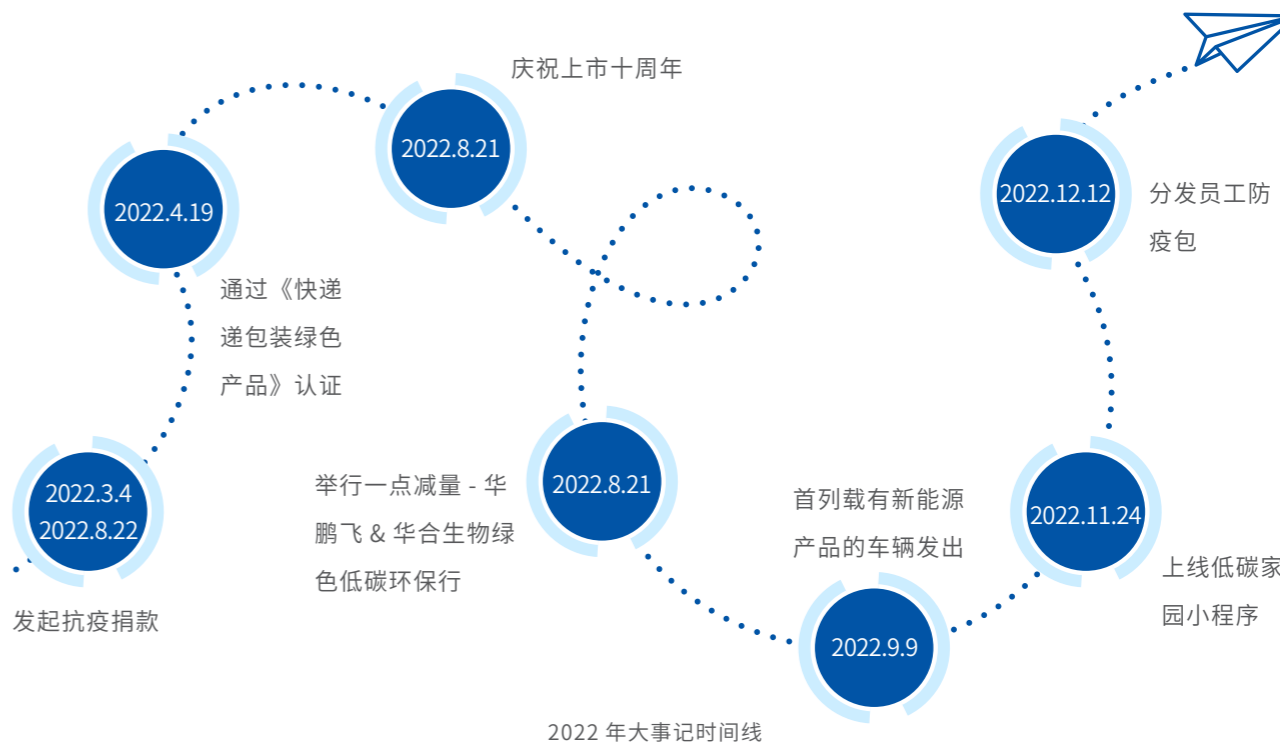 2022.3.4
2022.8.22
发起抗疫捐款
2022.4.19
通过《快递
递包装绿色
产品》认证
2022.8.21
庆祝上市十周年
2022.8.21
举行一点减量 - 华
鹏飞 & 华合生物绿
色低碳环保行
2022.9.9
首列载有新能源
产品的车辆发出
2022.11.24
上线低碳家
园小程序
2022.12.12
分发员工防
疫包
2022 年大事记时间线